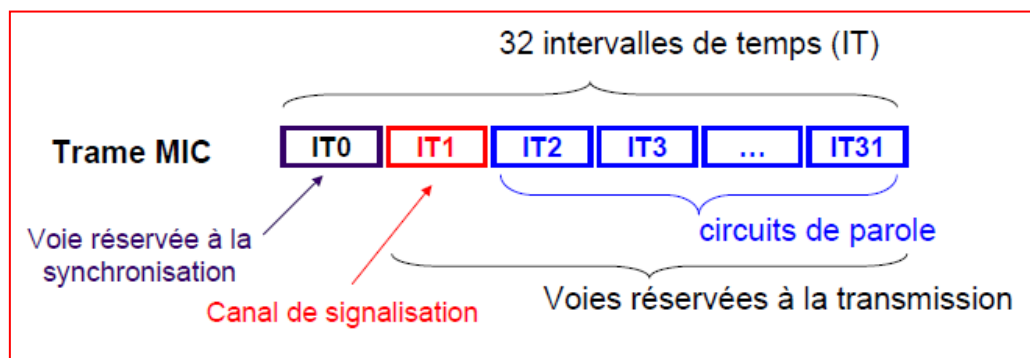 32 intervalles de temps (IT)
Trame MIC
IT0 IT1 IT2 IT3 ... IT31
Voie réservée à la
synchronisation
circuits de parole
Canal de signalisation
Voies réservées à la transmission